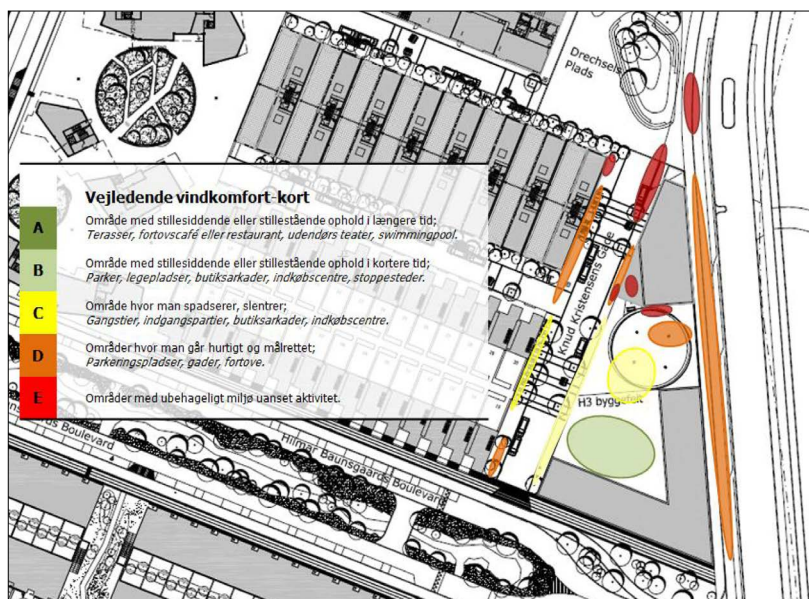 Drechsels
Plads
Vejledende vindkomfort-kort
A
Område med stillesiddende eller stillestående ophold i længere tid;
Terasser, fortovscafé eller restaurant, udendørs teater, swimmingpool.
B
Område med stillesiddende eller stillestående ophold i kortere tid;
Parker, legepladser, butiksarkader, indkøbscentre, stoppesteder.
C
Område hvor man spadserer, slentrer;
Gangstier, indgangspartier, butiksarkader, indkøbscentre.
D
Områder hvor man går hurtigt og målrettet;
Parkeringspladser, gader, fortove.
E
Områder med ubehageligt miljø uanset aktivitet.
Knud Kristensens Gade
H3 byggefelt
Hilmar Baunsgaards Boulevard
Boulevard